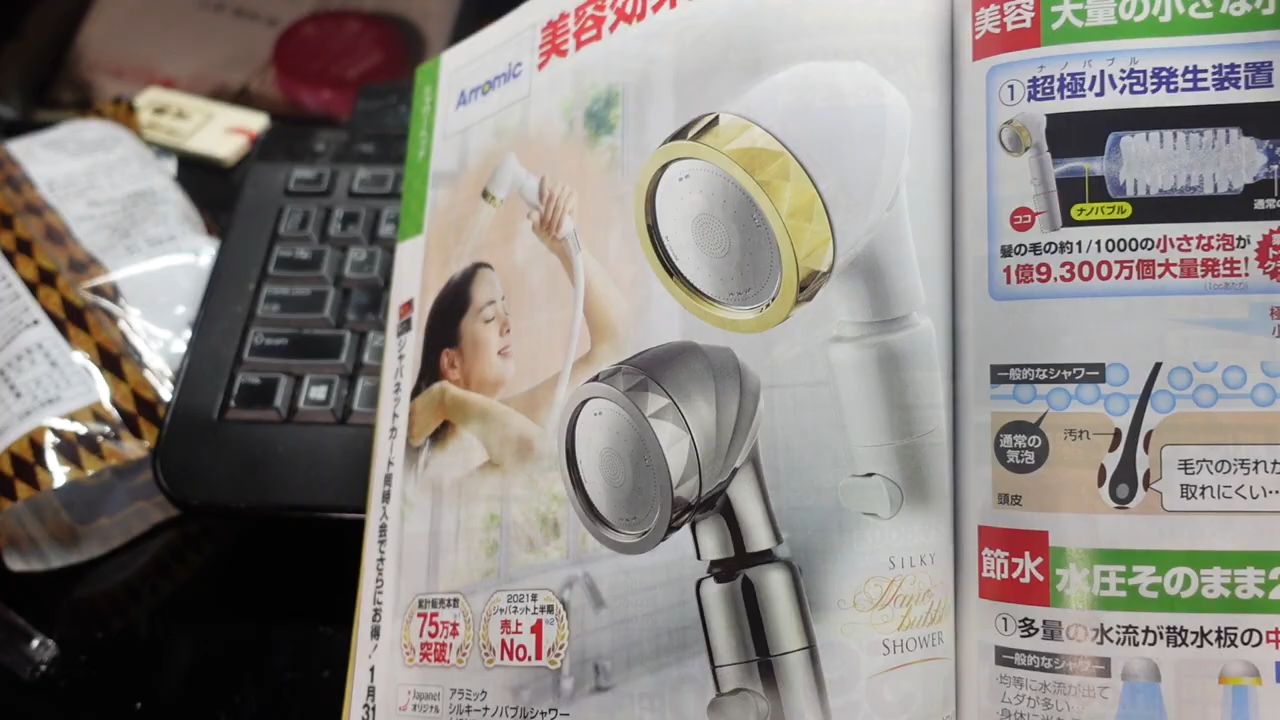 美容効果
Arromic
ジャパネットカード同時入会でさらにお得! 1月31
累計販売本数
75万本
突破!
2021年
ジャパネット上半期
売上
No.1
※2
SILKY
Nano
bubble
SHOWER
Japanet
オリジナル
アラミック
シルキーナノバブルシャワー
美容
大量の小さな
ナノバブル
①超極小泡発生装置
ココ
ナノバブル
通常の
髪の毛の約1/1000の小さな泡が
1億9,300万個大量発生!
(1ccあたり)
一般的なシャワー
通常の
気泡
汚れ
頭皮
毛穴の汚れが
取れにくい…
節水
水圧そのまま2
①多量の水流が散水板の中
一般的なシャワー
・均等に水流が出て
ムダが多い…